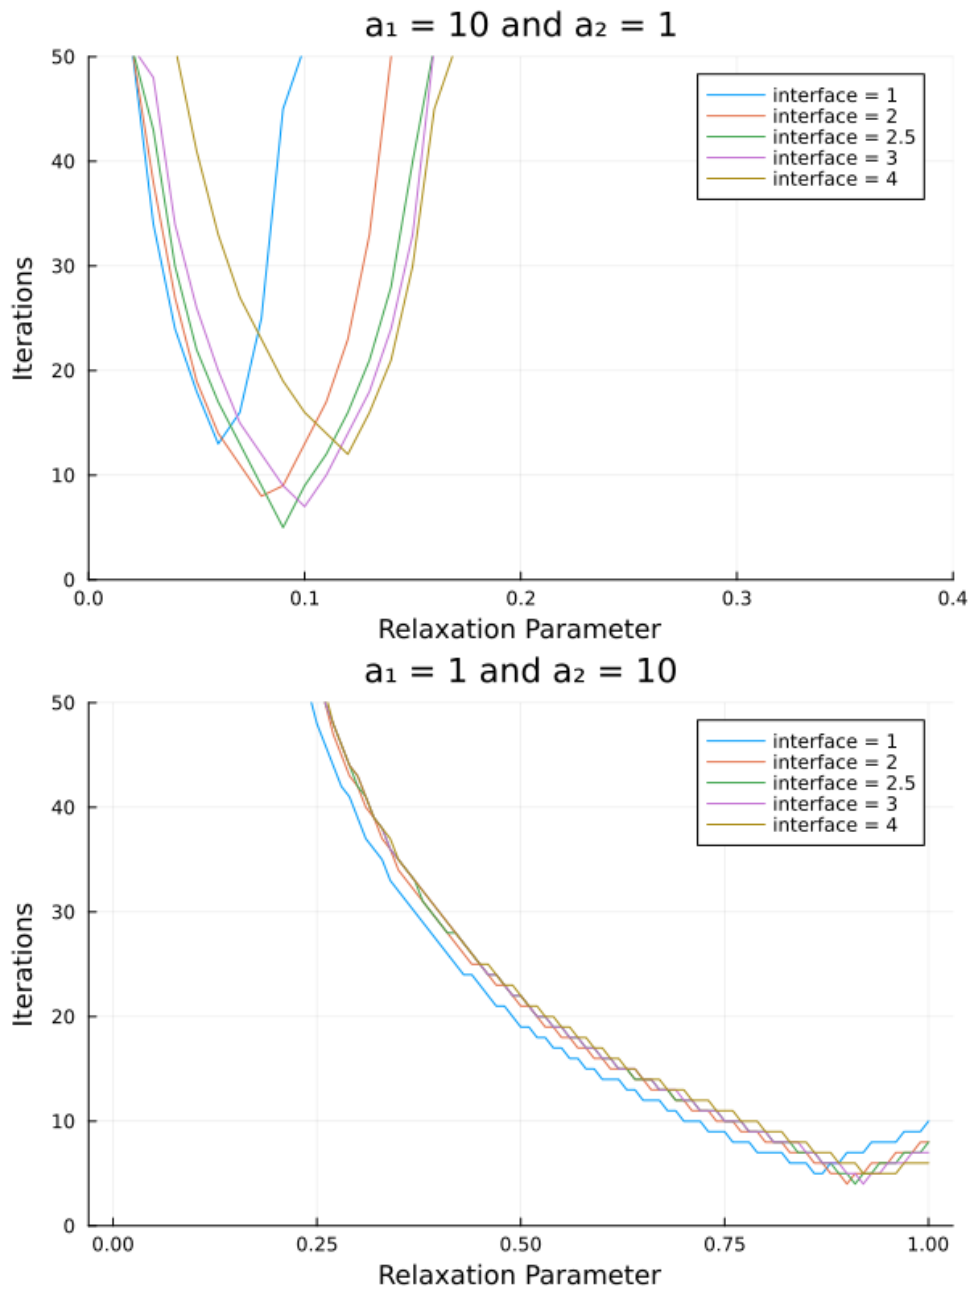 a₁ = 10 and a₂ = 1
50
40
30
20
10
0
Iterations
interface = 1
interface = 2
interface = 2.5
interface = 3
interface = 4
0.0 0.1 0.2 0.3 0.4
Relaxation Parameter
a₁ = 1 and a₂ = 10
50
40
30
20
10
0
Iterations
interface = 1
interface = 2
interface = 2.5
interface = 3
interface = 4
0.00 0.25 0.50 0.75 1.00
Relaxation Parameter